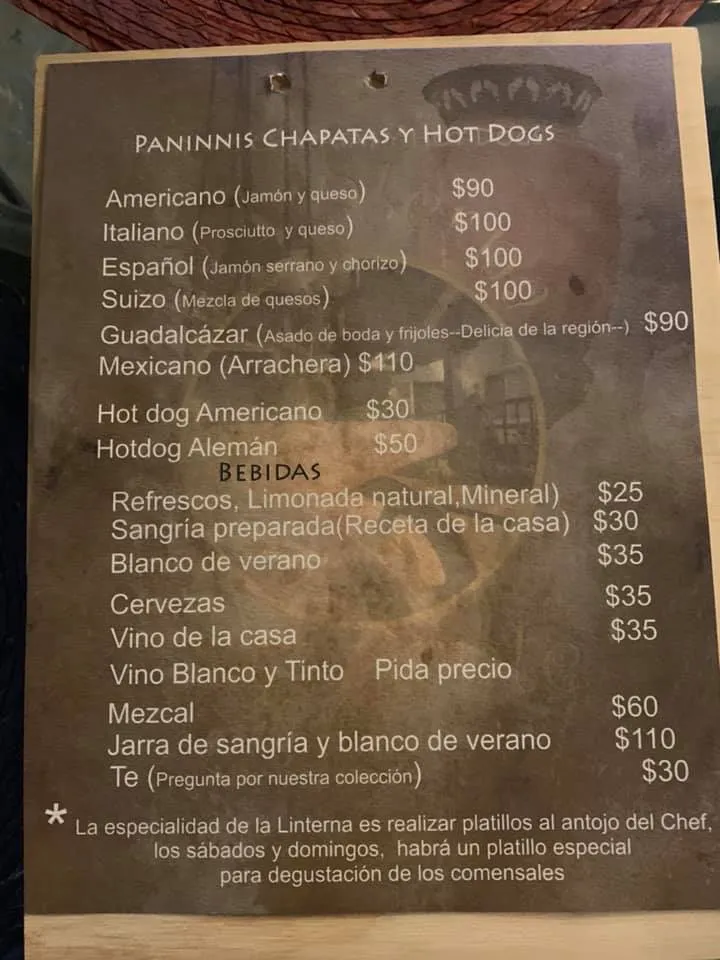 PANINNIS CHAPATAS Y HOT DOGS
Americano (Jamón y queso) $90
Italiano (Prosciutto y queso) $100
Español (Jamón serrano y chorizo) $100
Suizo (Mezcla de quesos) $100
Guadalcázar (Asado de boda y frijoles--Delicia de la región--) $90
Mexicano (Arrachera) $110
Hot dog Americano $30
Hotdog Alemán $50
BEBIDAS
Refrescos, Limonada natural,Mineral) $25
Sangría preparada(Receta de la casa) $30
Blanco de verano $35
Cervezas $35
Vino de la casa $35
Vino Blanco y Tinto Pida precio
Mezcal $60
Jarra de sangría y blanco de verano $110
Te (Pregunta por nuestra colección) $30
* La especialidad de la Linterna es realizar platillos al antojo del Chef,
los sábados y domingos, habrá un platillo especial
para degustación de los comensales